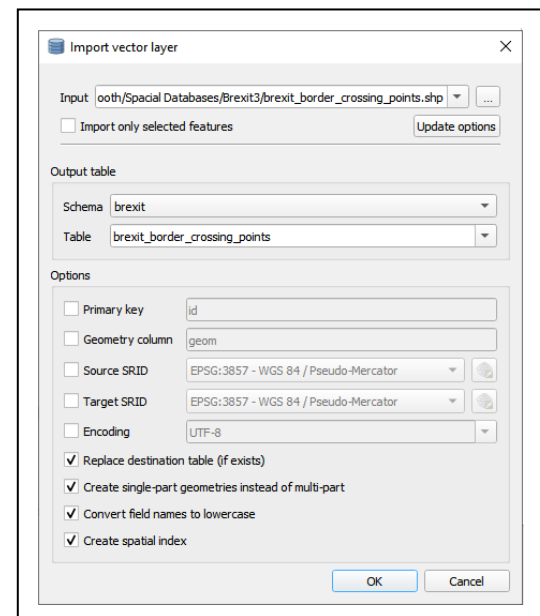 Import vector layer
Input ooth/Spacial Databases/Brexit3/brexit_border_crossing_points.shp ...
Import only selected features Update options
Output table
Schema brexit
Table brexit_border_crossing_points
Options
Primary key id
Geometry column geom
Source SRID EPSG:3857 - WGS 84 / Pseudo-Mercator
Target SRID EPSG:3857 - WGS 84 / Pseudo-Mercator
Encoding UTF-8
Replace destination table (if exists)
Create single-part geometries instead of multi-part
Convert field names to lowercase
Create spatial index
OK Cancel